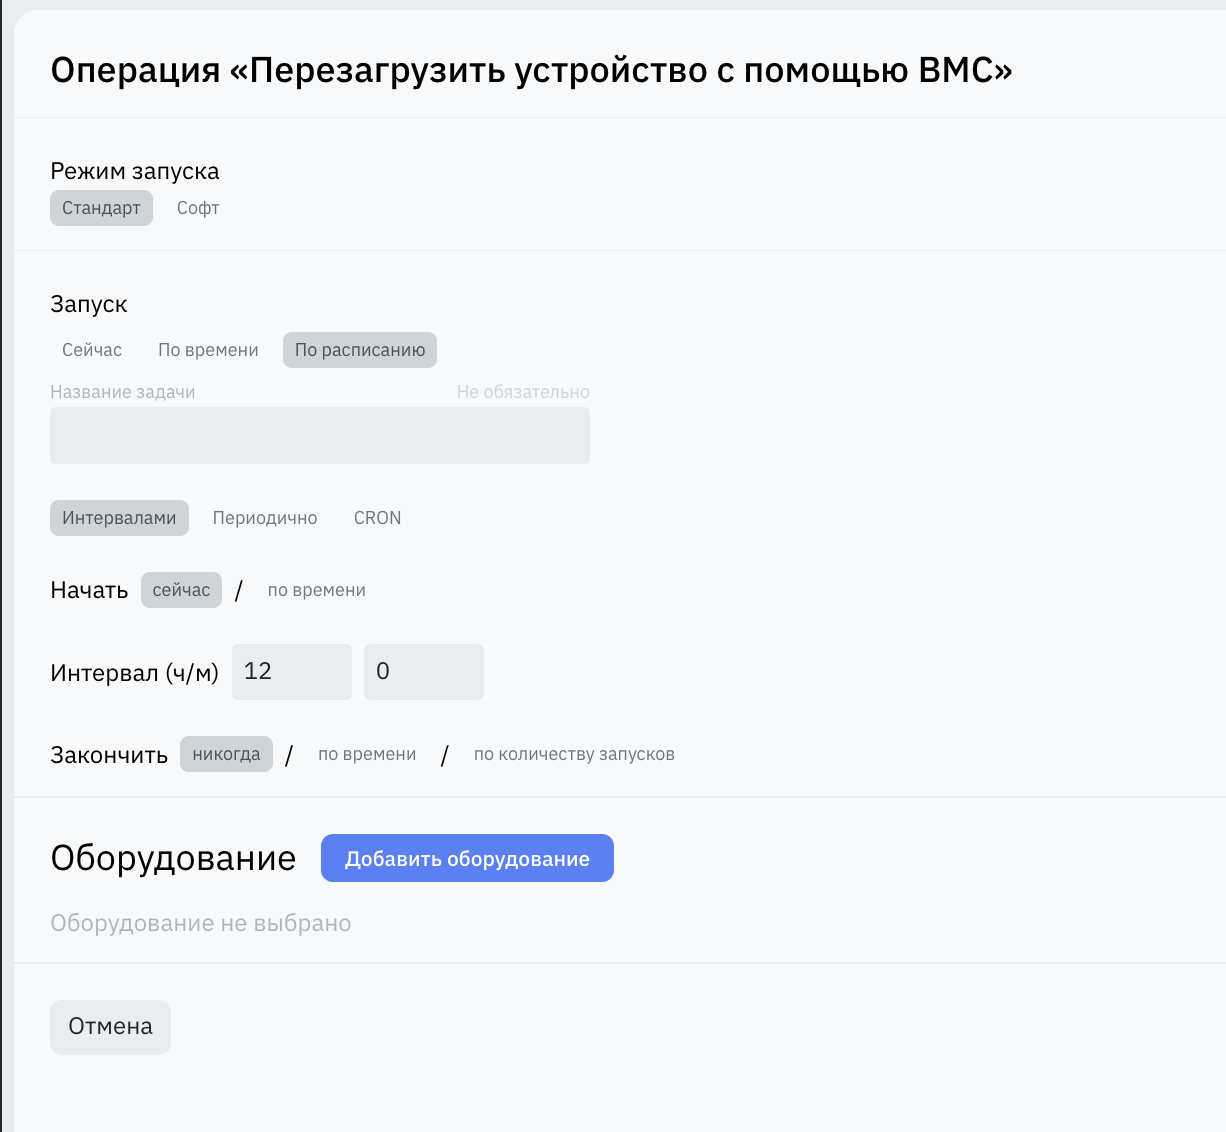 Операция «Перезагрузить устройство с помощью BMC»
Режим запуска
Стандарт Софт
Запуск
Сейчас По времени По расписанию
Название задачи Не обязательно
Интервалами Периодично CRON
Начать сейчас / по времени
Интервал (ч/м) 12 0
Закончить никогда / по времени / по количеству запусков
Оборудование Добавить оборудование
Оборудование не выбрано
Отмена